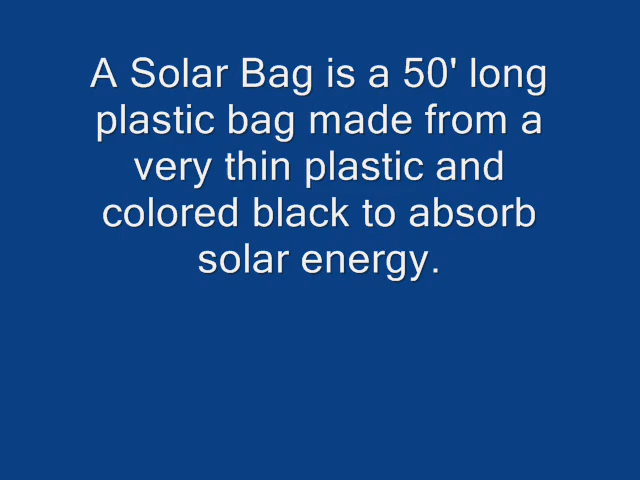 A Solar Bag is a 50' long
plastic bag made from a
very thin plastic and
colored black to absorb
solar energy.